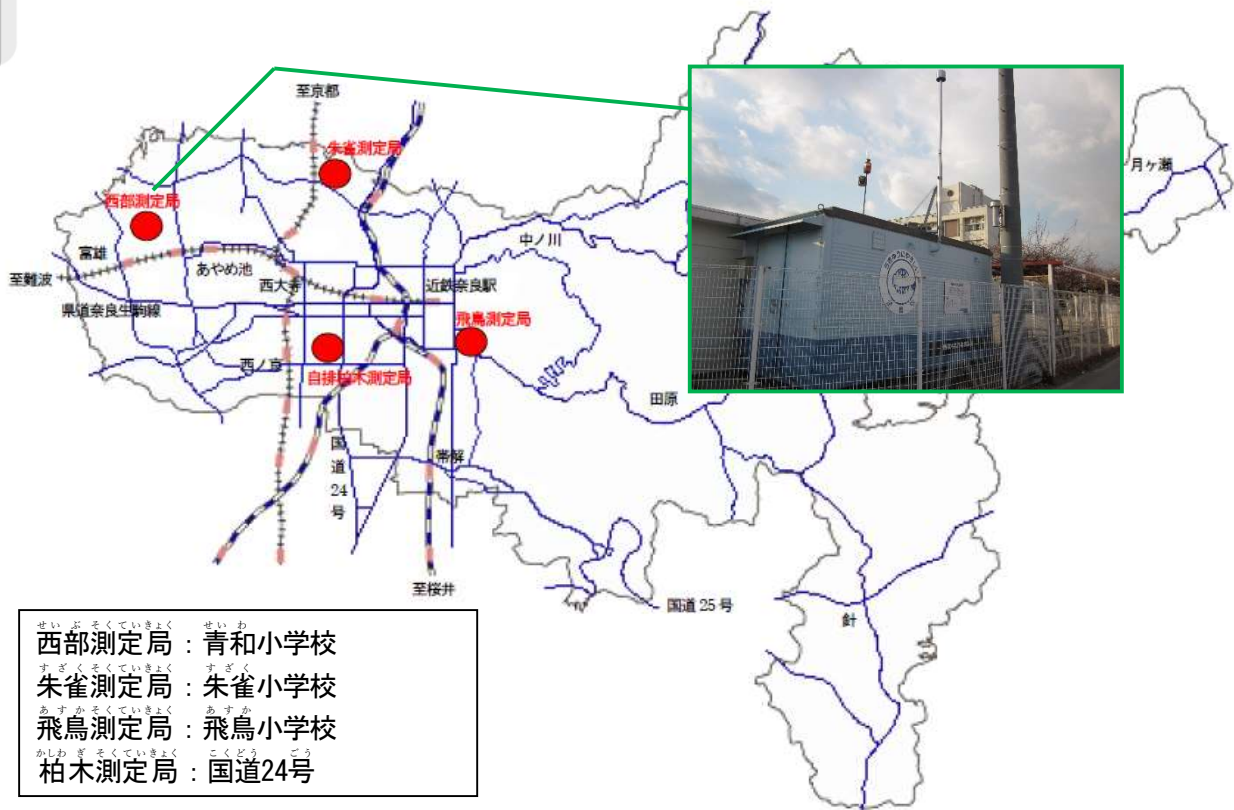 至京都
朱雀測定局
西部測定局
月ヶ瀬
中ノ川
富雄
あやめ池
至難波
西大寺
近鉄奈良駅
県道奈良生駒線
飛鳥測定局
西ノ京
自排柏木測定局
田原
国道24号
帯解
至桜井
国道25号
針
せいぶそくていきょく せいわ
西部測定局：青和小学校
すざくそくていきょく すざく
朱雀測定局：朱雀小学校
あすかそくていきょく あすか
飛鳥測定局：飛鳥小学校
かしわぎそくていきょく こくどう ごう
柏木測定局：国道24号